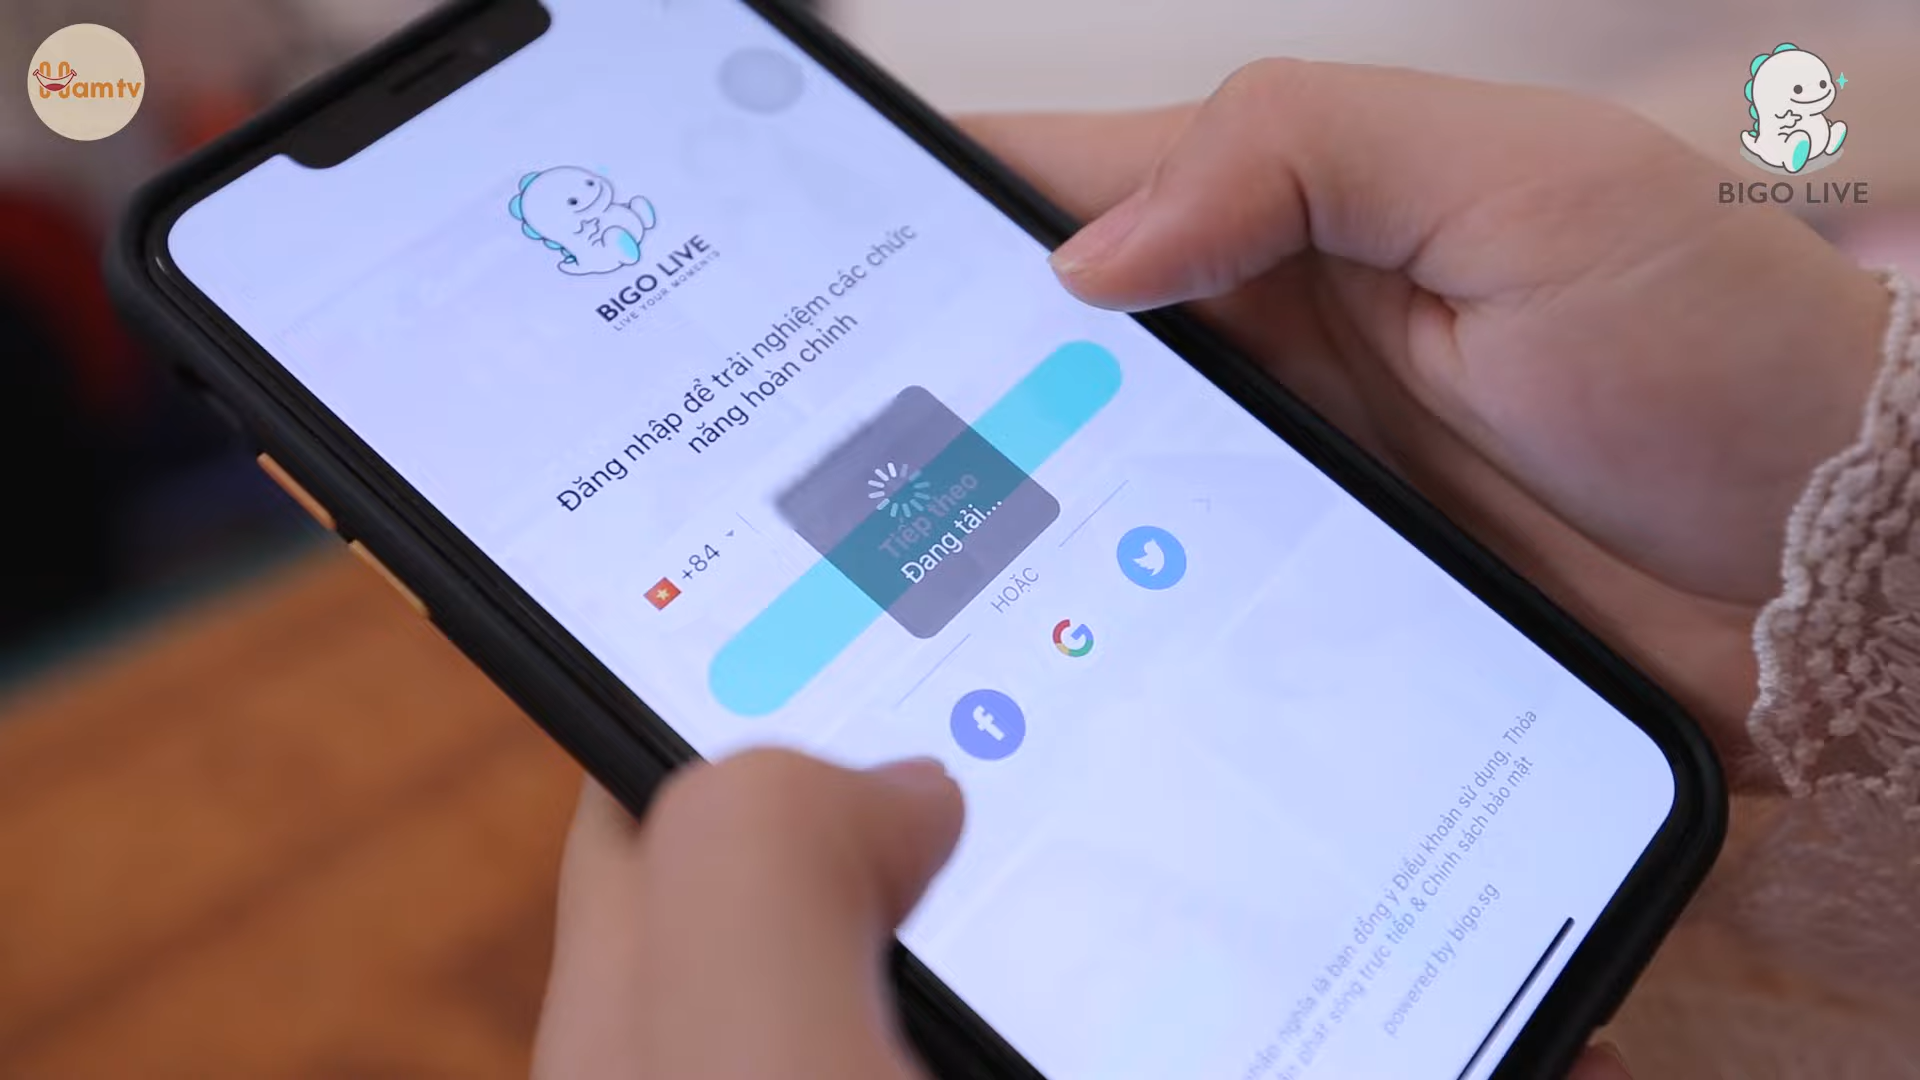 Hamtv
BIGO LIVE
BIGO LIVE
LIVE YOUR MOMENTS
Đăng nhập để trải nghiệm các chức
năng hoàn chỉnh
+84
Tiếp theo
Đang tải...
HOẶC
nghĩa là bạn đồng ý Điều khoản sử dụng, Thỏa
phát sóng trực tiếp & Chính sách bảo mật
powered by bigo.sg